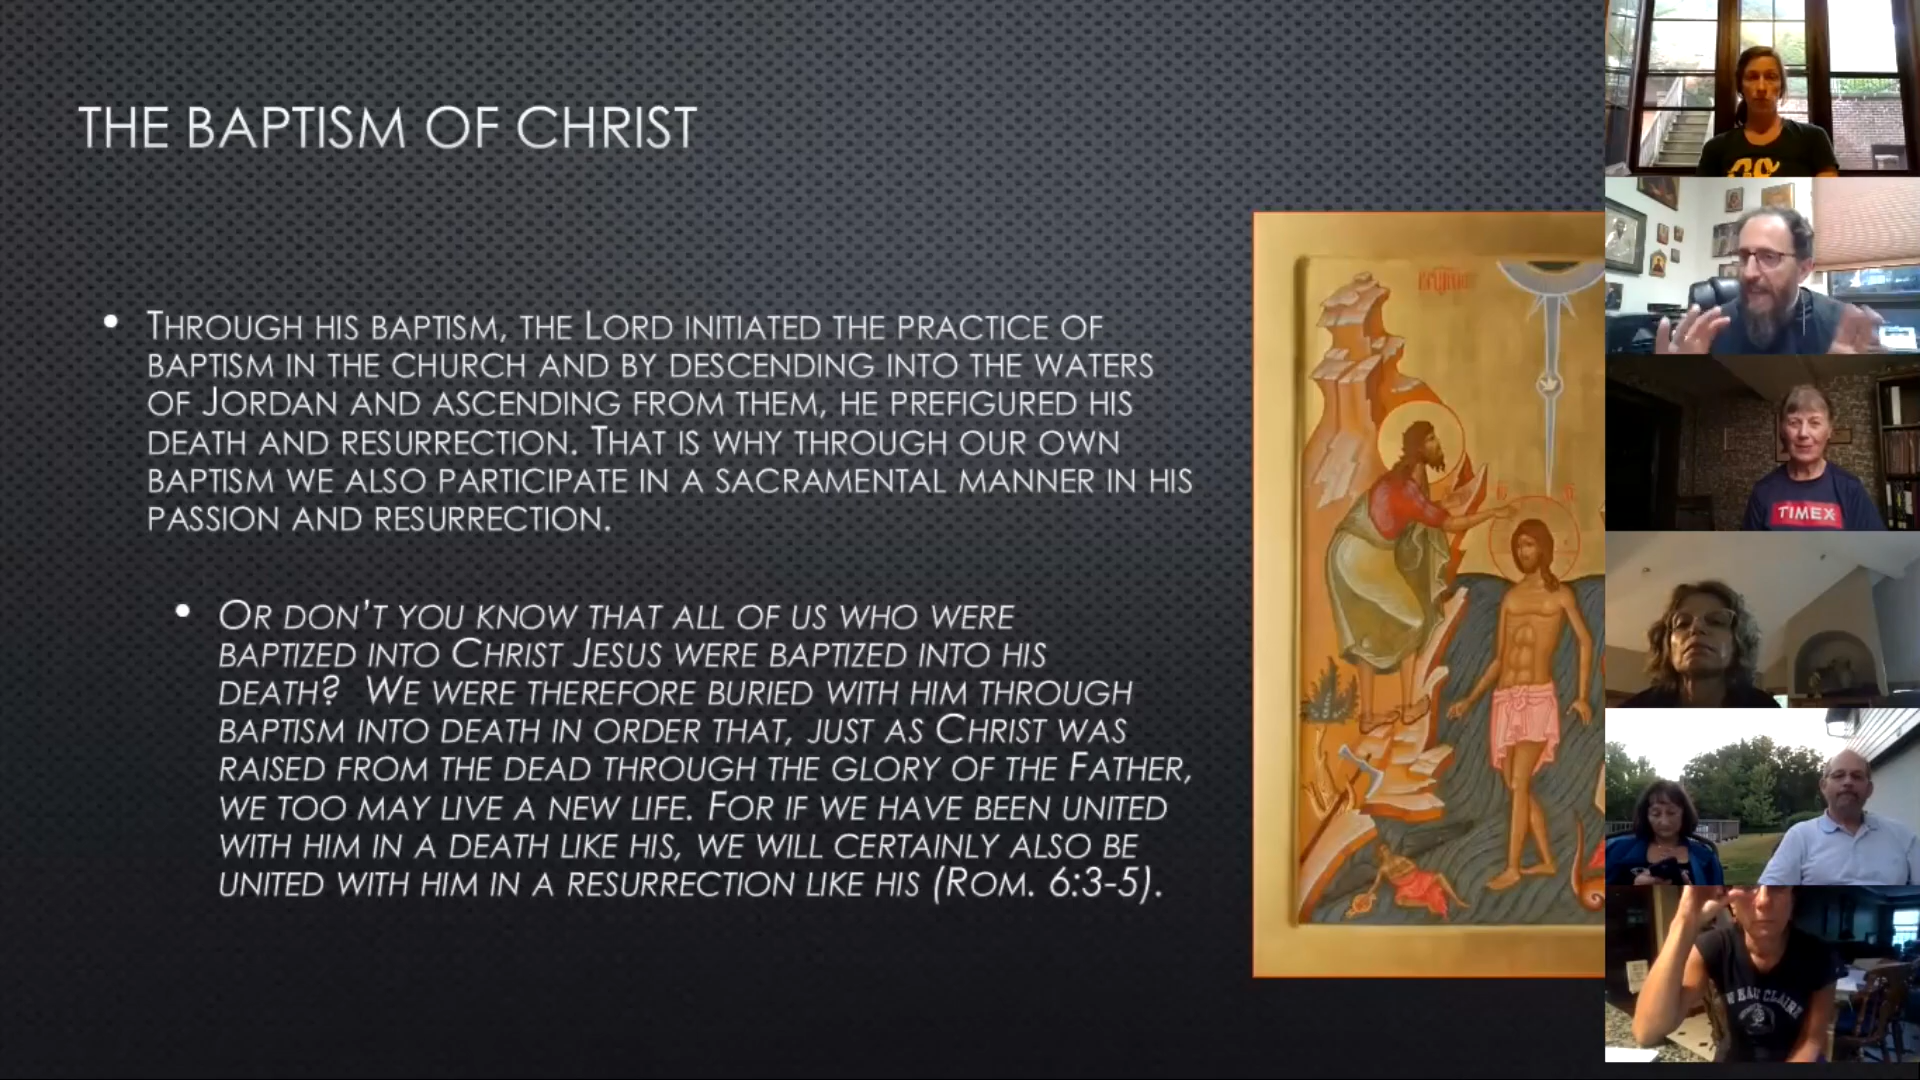 THE BAPTISM OF CHRIST
• THROUGH HIS BAPTISM, THE LORD INITIATED THE PRACTICE OF
BAPTISM IN THE CHURCH AND BY DESCENDING INTO THE WATERS
OF JORDAN AND ASCENDING FROM THEM, HE PREFIGURED HIS
DEATH AND RESURRECTION. THAT IS WHY THROUGH OUR OWN
BAPTISM WE ALSO PARTICIPATE IN A SACRAMENTAL MANNER IN HIS
PASSION AND RESURRECTION.
• OR DON'T YOU KNOW THAT ALL OF US WHO WERE
BAPTIZED INTO CHRIST JESUS WERE BAPTIZED INTO HIS
DEATH? WE WERE THEREFORE BURIED WITH HIM THROUGH
BAPTISM INTO DEATH IN ORDER THAT, JUST AS CHRIST WAS
RAISED FROM THE DEAD THROUGH THE GLORY OF THE FATHER,
WE TOO MAY LIVE A NEW LIFE. FOR IF WE HAVE BEEN UNITED
WITH HIM IN A DEATH LIKE HIS, WE WILL CERTAINLY ALSO BE
UNITED WITH HIM IN A RESURRECTION LIKE HIS (ROM. 6:3-5).
TIMEX
EAU CLAIRE